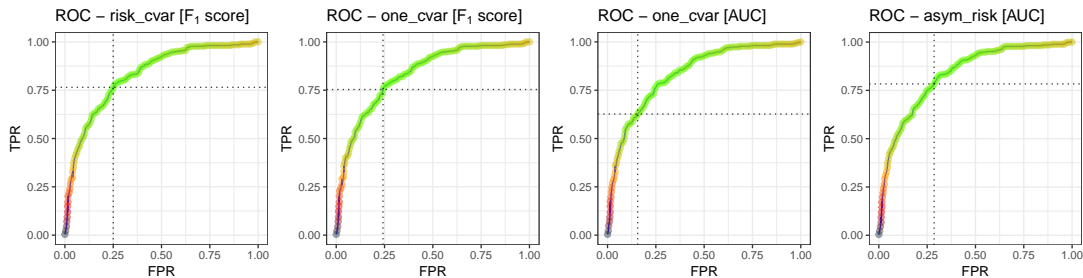 ROC − risk_cvar [F₁ score]
1.00
0.75
0.50
0.25
0.00
TPR
0.00 0.25 0.50 0.75 1.00
FPR
ROC − one_cvar [F₁ score]
1.00
0.75
0.50
0.25
0.00
TPR
0.00 0.25 0.50 0.75 1.00
FPR
ROC − one_cvar [AUC]
1.00
0.75
0.50
0.25
0.00
TPR
0.00 0.25 0.50 0.75 1.00
FPR
ROC − asym_risk [AUC]
1.00
0.75
0.50
0.25
0.00
TPR
0.00 0.25 0.50 0.75 1.00
FPR